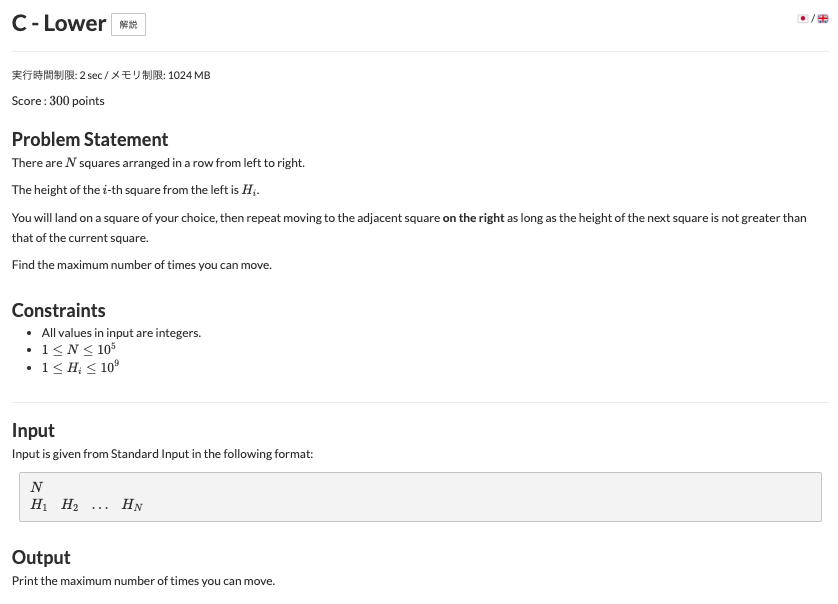 C - Lower 解説
/
実行時間制限: 2 sec / メモリ制限: 1024 MB
Score : 300 points
Problem Statement
There are N squares arranged in a row from left to right.
The height of the i-th square from the left is H_i.
You will land on a square of your choice, then repeat moving to the adjacent square on the right as long as the height of the next square is not greater than
that of the current square.
Find the maximum number of times you can move.
Constraints
• All values in input are integers.
• 1 ≤ N ≤ 10^5
• 1 ≤ H_i ≤ 10^9
Input
Input is given from Standard Input in the following format:
N
H_1 H_2 ... H_N
Output
Print the maximum number of times you can move.